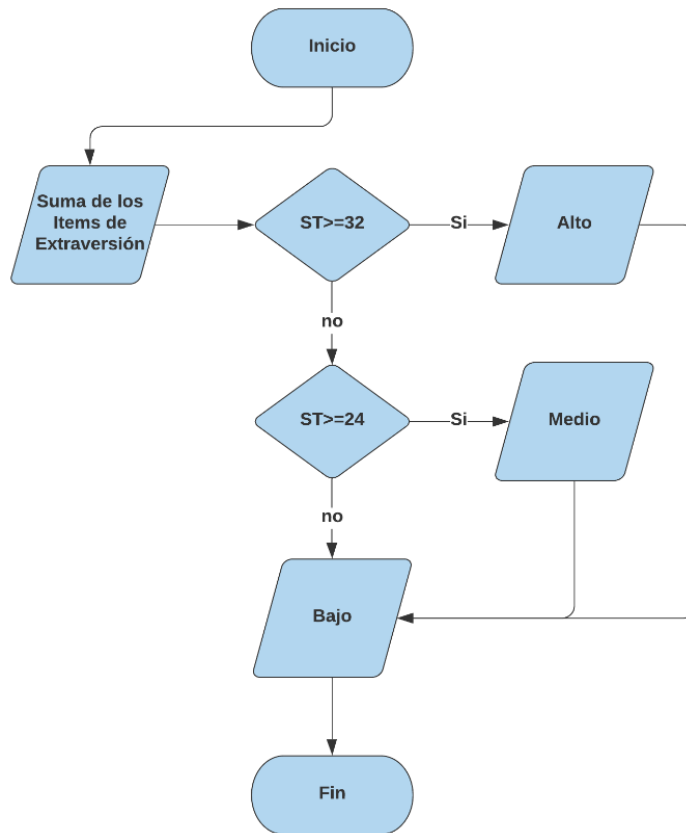 Inicio
Suma de los
Items de
Extraversión
ST>=32
Si
Alto
no
ST>=24
Si
Medio
no
Bajo
Fin